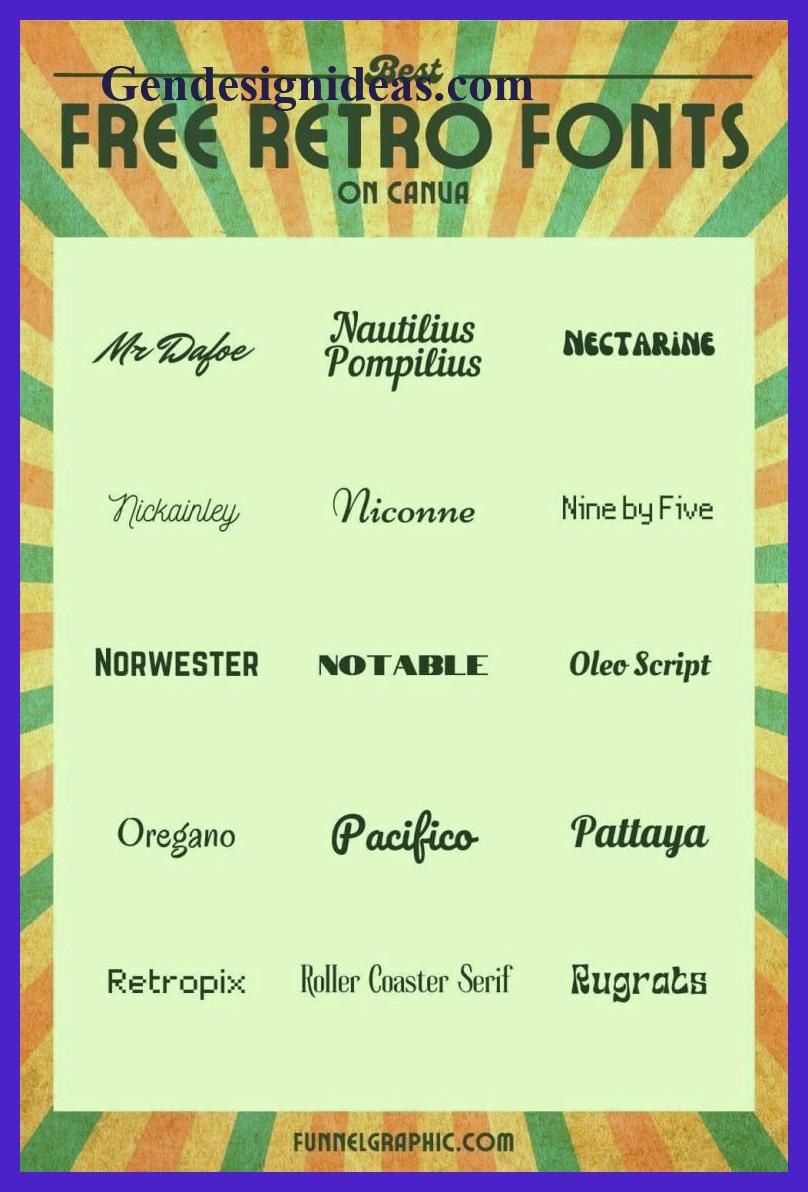 Best
Gendesignideas.com
FREE RETRO FONTS
ON CANVA
Mr Dafoe
Nautilius
Pompilius
NECTARINE
Nickainley
Niconne
Nine by Five
NORWESTER
NOTABLE
Oleo Script
Oregano
Pacifico
Pattaya
Retropix
Roller Coaster Serif
Rugrats
FUNNELGRAPHIC.COM